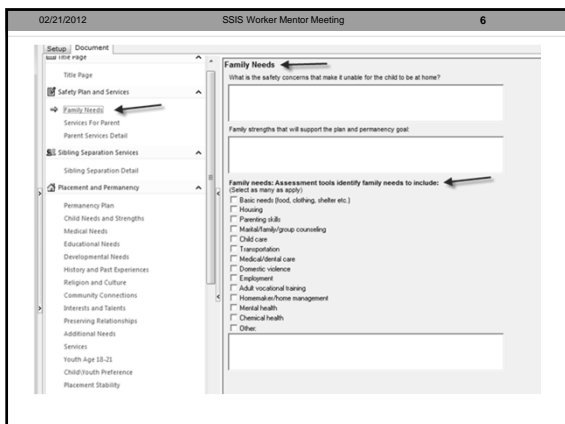 02/21/2012 SSIS Worker Mentor Meeting 6
Setup Document
Title Page
Title Page
Safety Plan and Services
Family Needs
Services For Parent
Parent Services Detail
Sibling Separation Services
Sibling Separation Detail
Placement and Permanency
Permanency Plan
Child Needs and Strengths
Medical Needs
Educational Needs
Developmental Needs
History and Past Experiences
Religion and Culture
Community Connections
Interests and Talents
Preserving Relationships
Additional Needs
Services
Youth Age 18-21
Child\Youth Preference
Placement Stability
Family Needs
What is the safety concerns that make it unable for the child to be at home?
Family strengths that will support the plan and permanency goal:
Family needs: Assessment tools identify family needs to include:
(Select as many as apply)
Basic needs (food, clothing, shelter etc.)
Housing
Parenting skills
Marital/family/group counseling
Child care
Transportation
Medical/dental care
Domestic violence
Employment
Adult vocational training
Homemaker/home management
Mental health
Chemical health
Other: